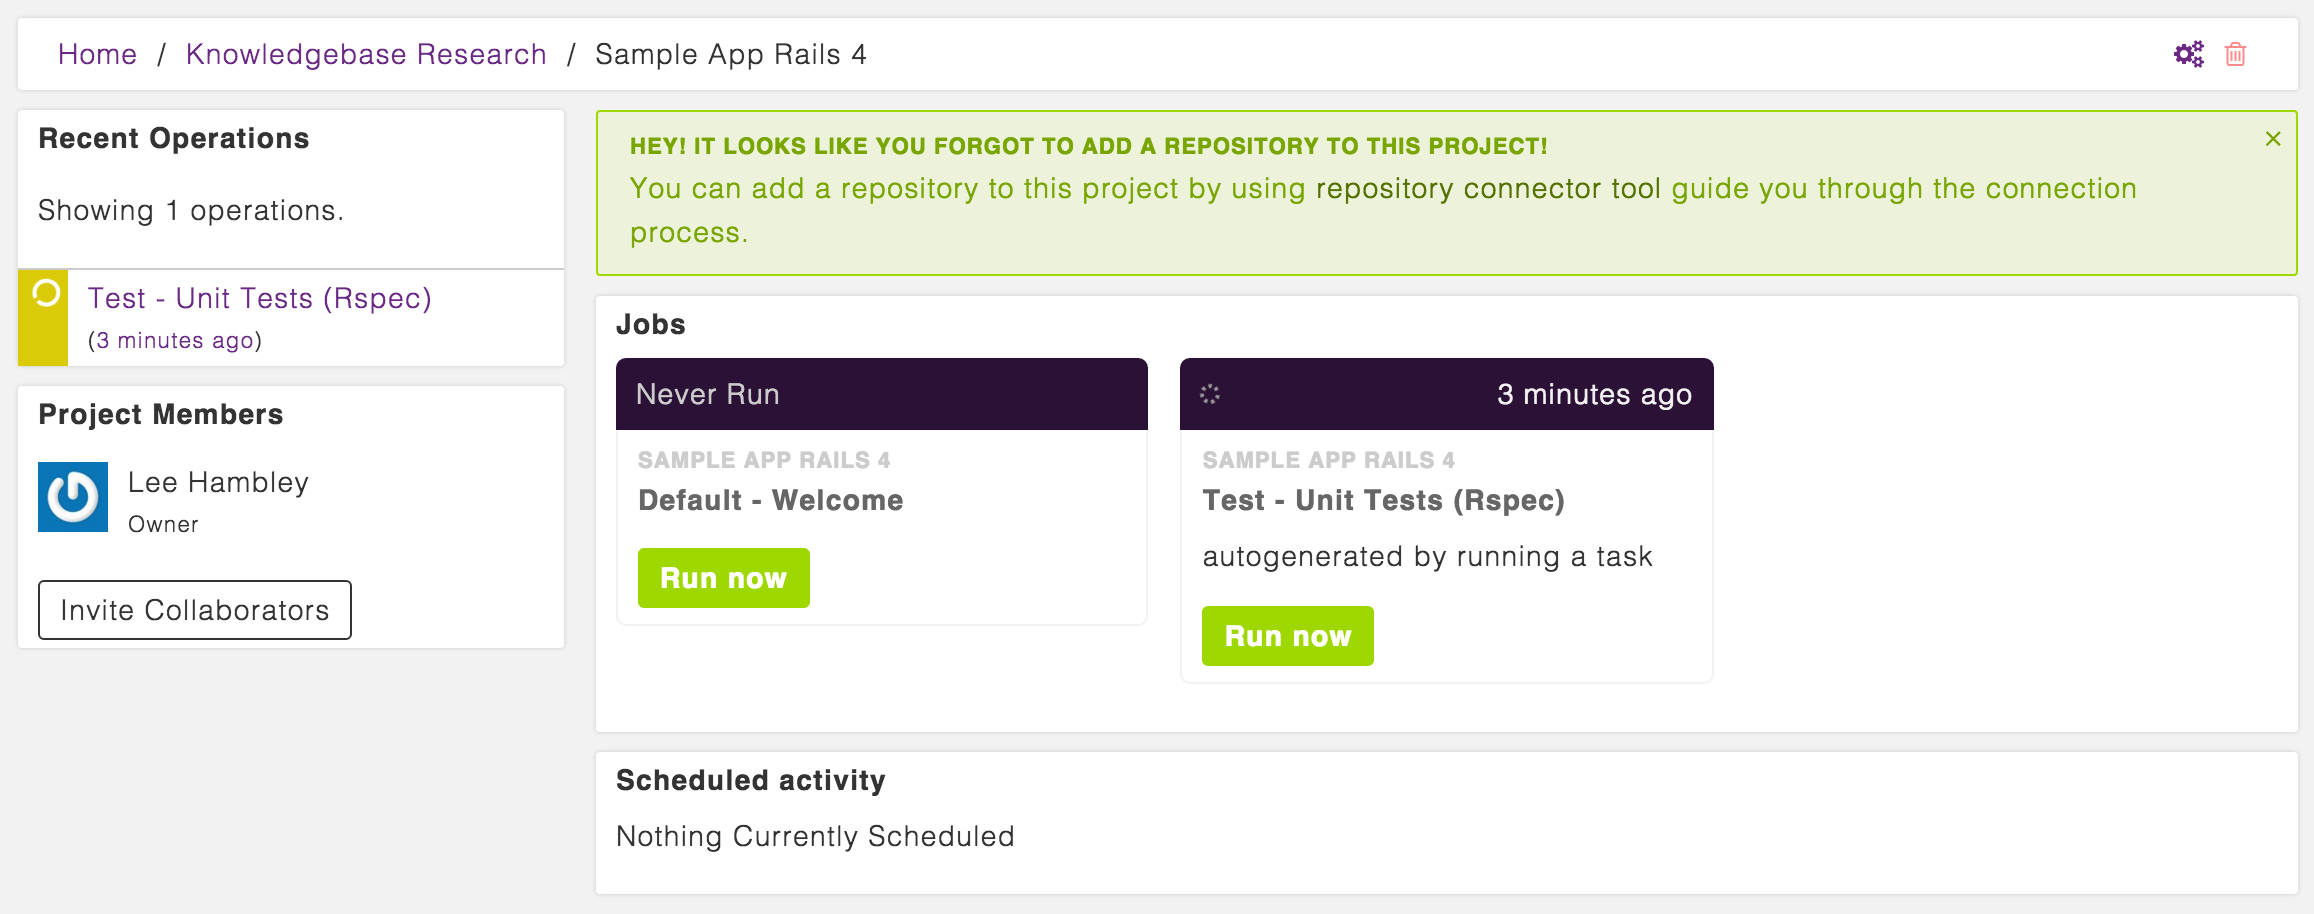 Home / Knowledgebase Research / Sample App Rails 4
Recent Operations
Showing 1 operations.
Test - Unit Tests (Rspec)
(3 minutes ago)
Project Members
Lee Hambley
Owner
Invite Collaborators
HEY! IT LOOKS LIKE YOU FORGOT TO ADD A REPOSITORY TO THIS PROJECT!
You can add a repository to this project by using repository connector tool guide you through the connection
process.
Jobs
Never Run
SAMPLE APP RAILS 4
Default - Welcome
Run now
3 minutes ago
SAMPLE APP RAILS 4
Test - Unit Tests (Rspec)
autogenerated by running a task
Run now
Scheduled activity
Nothing Currently Scheduled